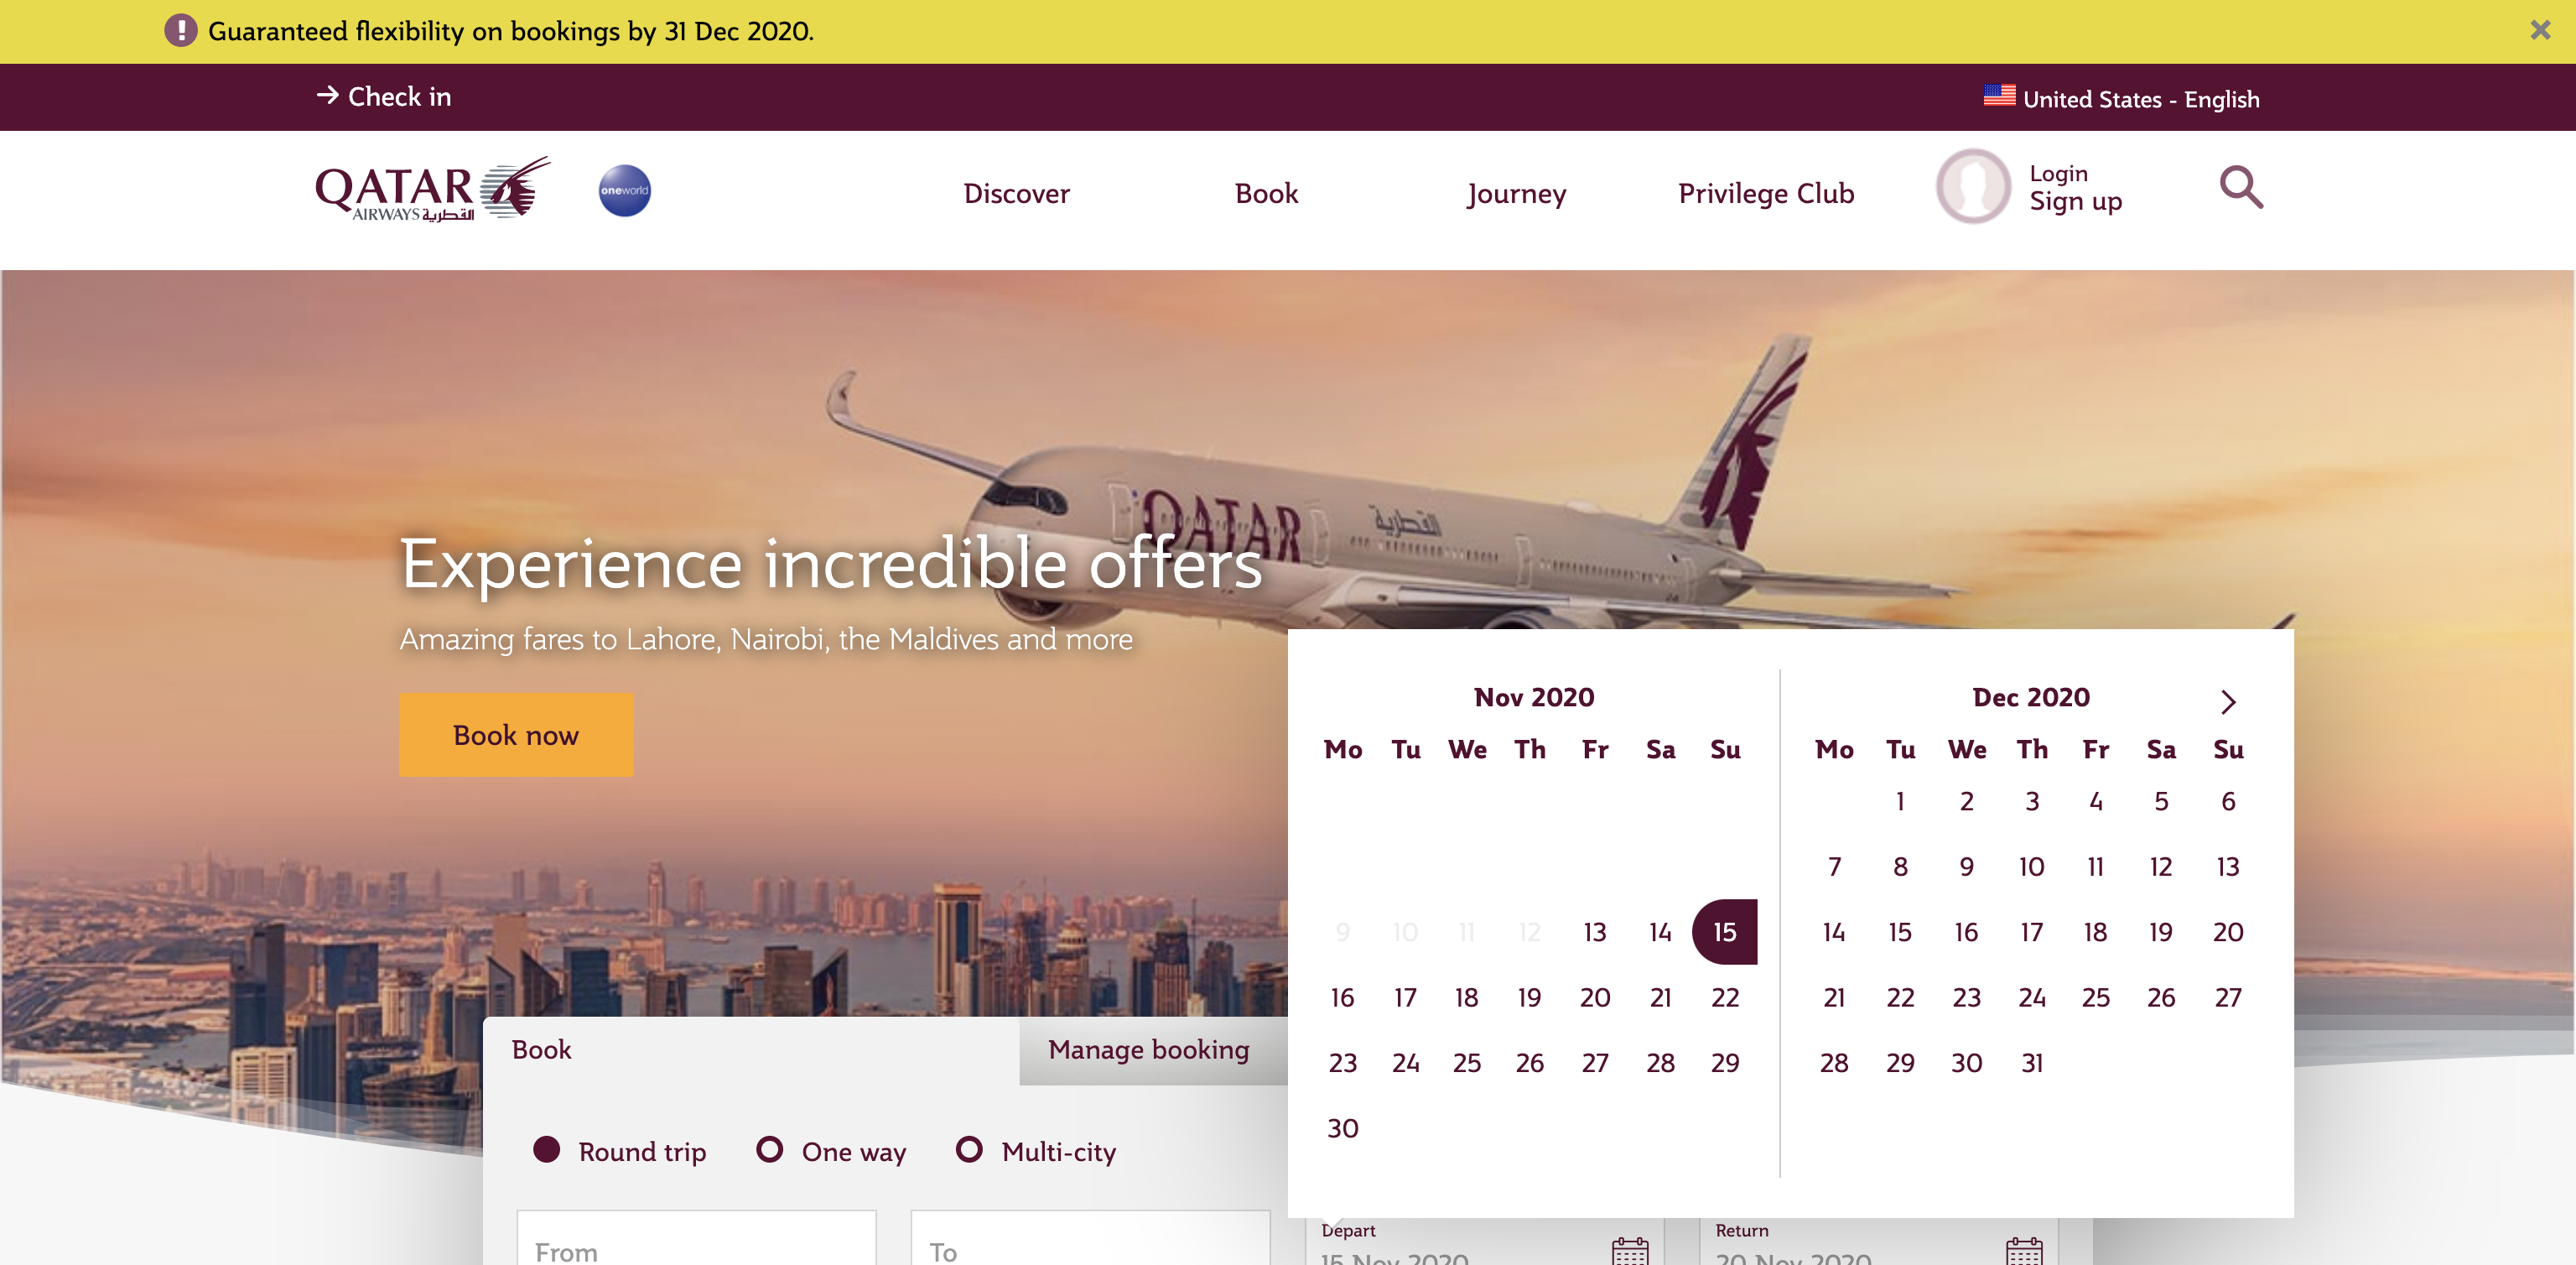 Guaranteed flexibility on bookings by 31 Dec 2020.
Check in
United States - English
QATAR
AIRWAYS القطرية
oneworld
Discover
Book
Journey
Privilege Club
Login
Sign up
QATAR
القطرية
Experience incredible offers
Amazing fares to Lahore, Nairobi, the Maldives and more
Book now
Nov 2020
Mo Tu We Th Fr Sa Su
9 10 11 12 13 14 15
16 17 18 19 20 21 22
23 24 25 26 27 28 29
30
Dec 2020
Mo Tu We Th Fr Sa Su
1 2 3 4 5 6
7 8 9 10 11 12 13
14 15 16 17 18 19 20
21 22 23 24 25 26 27
28 29 30 31
Book
Manage booking
Round trip
One way
Multi-city
From
To
Depart
15 Nov 2020
Return
20 Nov 2020